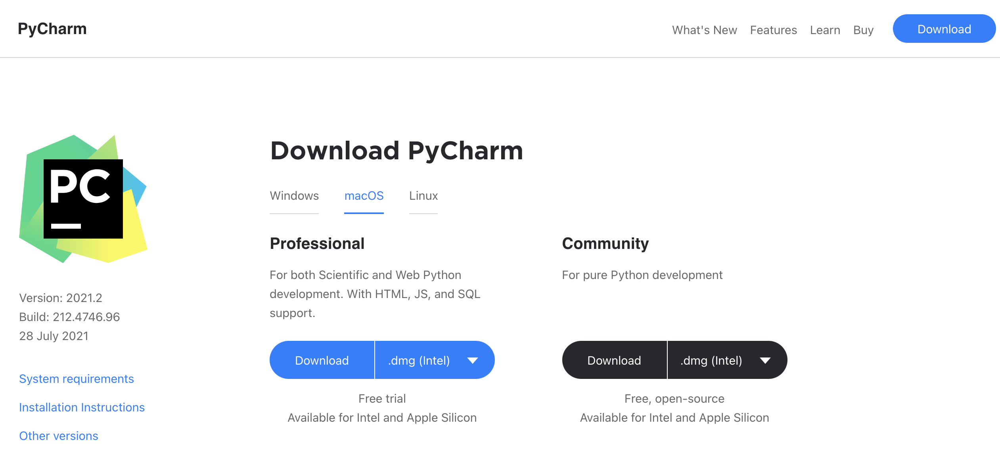 PyCharm
What's New Features Learn Buy Download
PC
Version: 2021.2
Build: 212.4746.96
28 July 2021
System requirements
Installation Instructions
Other versions
Download PyCharm
Windows macOS Linux
Professional
For both Scientific and Web Python
development. With HTML, JS, and SQL
support.
Download .dmg (Intel)
Free trial
Available for Intel and Apple Silicon
Community
For pure Python development
Download .dmg (Intel)
Free, open-source
Available for Intel and Apple Silicon